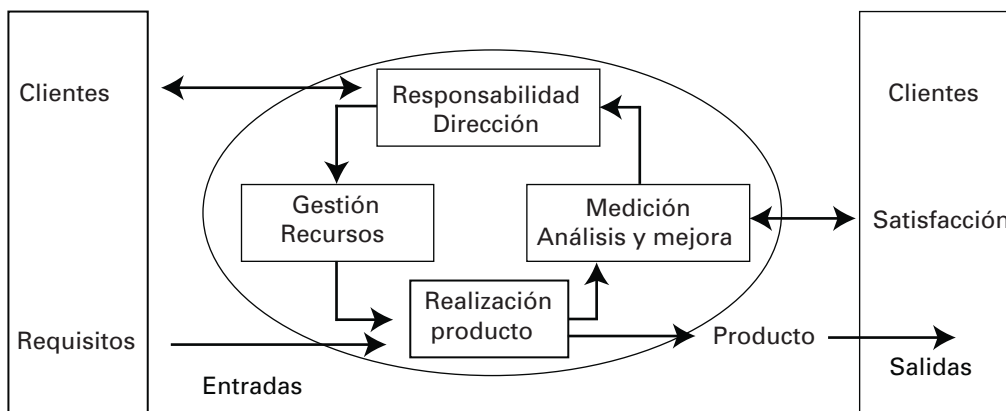 Clientes
Requisitos
Entradas
Responsabilidad
Dirección
Gestión
Recursos
Medición
Análisis y mejora
Realización
producto
Producto
Clientes
Satisfacción
Salidas